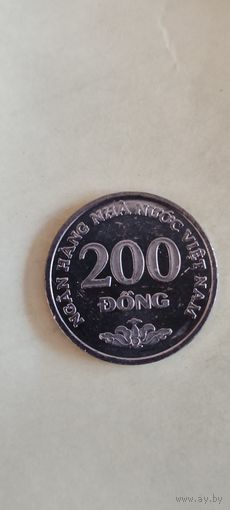 NGÂN HÀNG NHÀ NƯỚC VIỆT NAM
200
ĐỒNG
www.ay.by